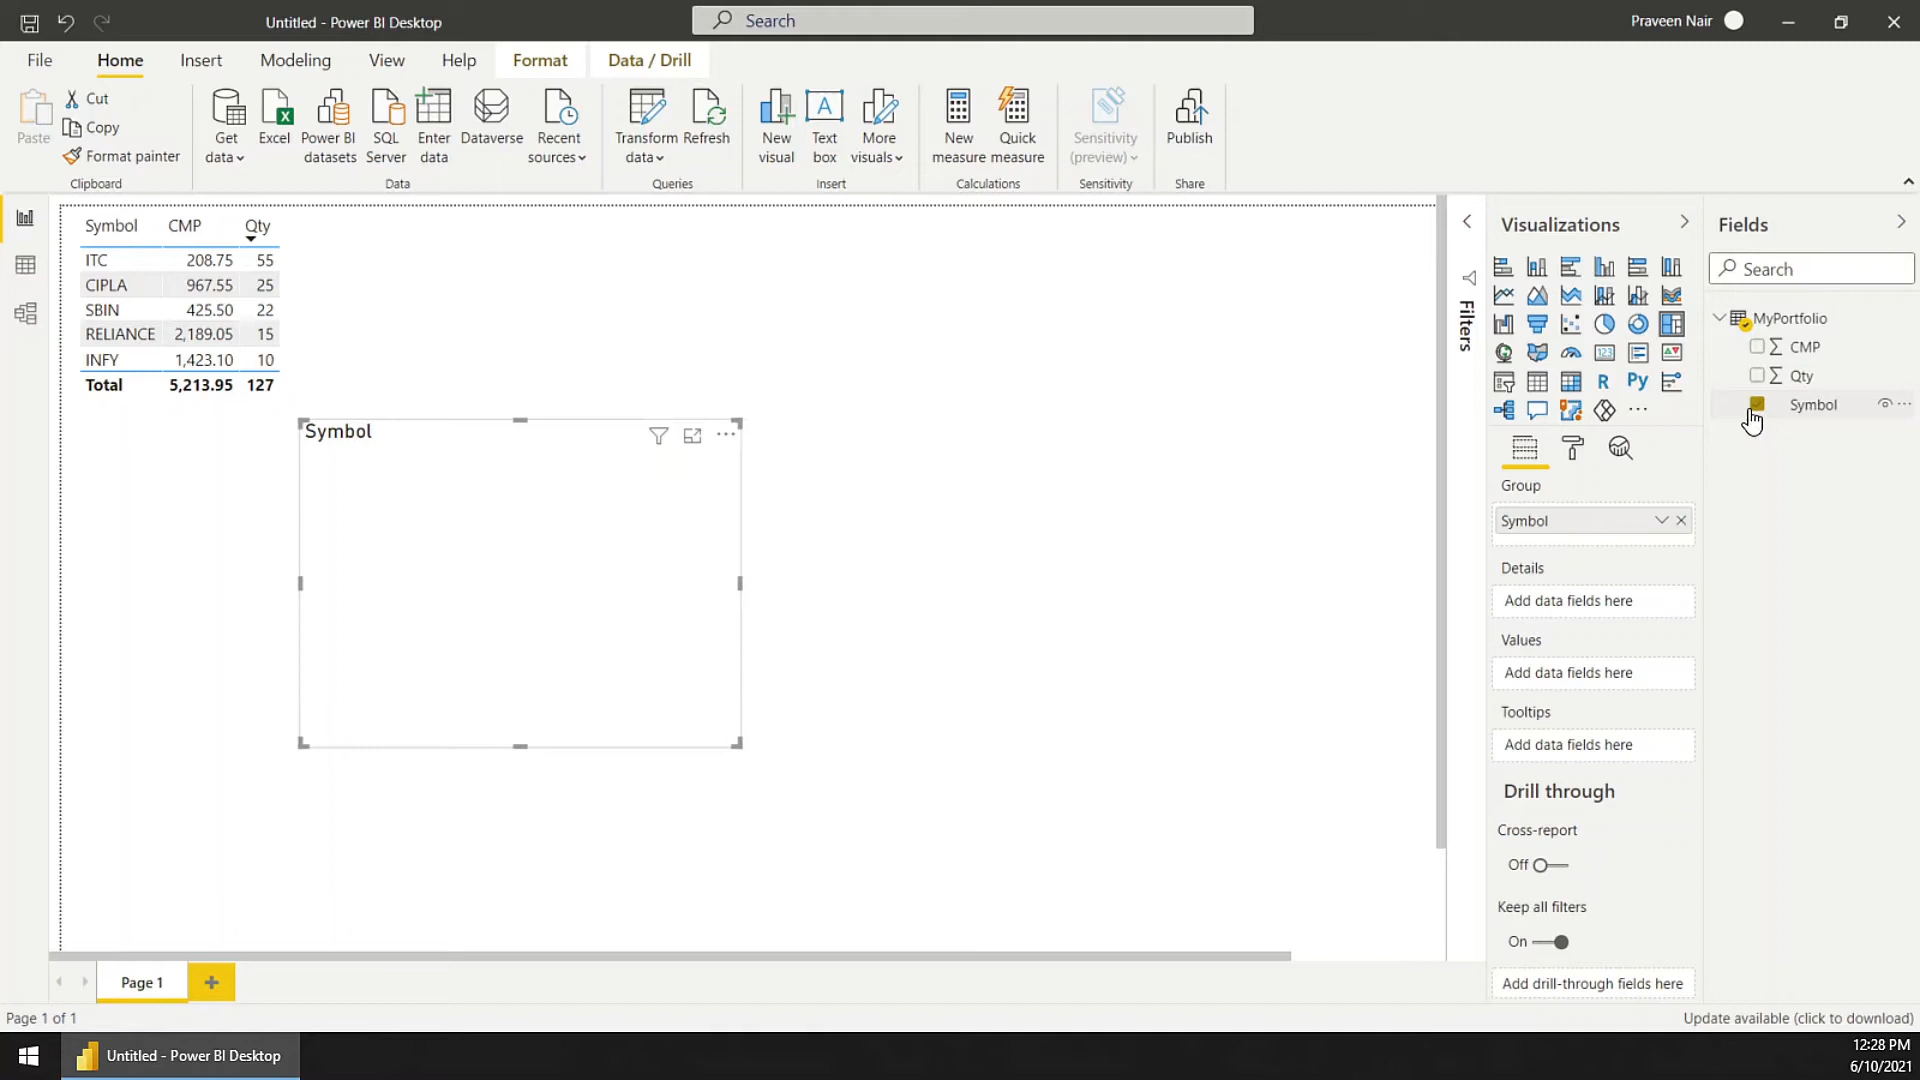 Untitled - Power BI Desktop
Search
Praveen Nair
File
Home
Insert
Modeling
View
Help
Format
Data / Drill
Paste
Cut
Copy
Format painter
Clipboard
Get data
Excel
Power BI datasets
SQL Server
Enter data
Dataverse
Recent sources
Data
Transform data
Refresh
Queries
New visual
Text box
More visuals
Insert
New measure
Quick measure
Calculations
Sensitivity (preview)
Sensitivity
Publish
Share
Symbol CMP Qty
ITC 208.75 55
CIPLA 967.55 25
SBIN 425.50 22
RELIANCE 2,189.05 15
INFY 1,423.10 10
Total 5,213.95 127
Symbol
Filters
Visualizations
R
Py
123
Group
Symbol
Details
Add data fields here
Values
Add data fields here
Tooltips
Add data fields here
Drill through
Cross-report
Off
Keep all filters
On
Add drill-through fields here
Fields
Search
MyPortfolio
CMP
Qty
Symbol
Page 1
Page 1 of 1
Update available (click to download)
Untitled - Power BI Desktop
12:28 PM
6/10/2021